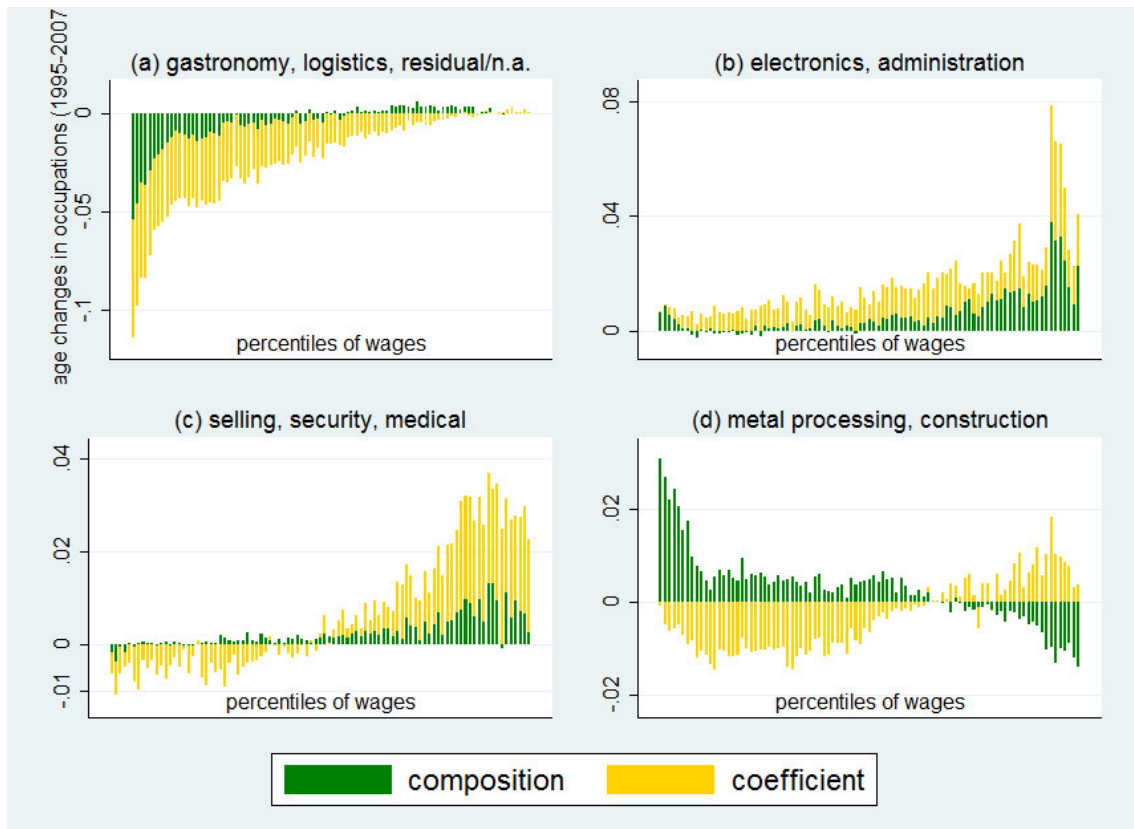 age changes in occupations (1995-2007
(a) gastronomy, logistics, residual/n.a.
0
-.05
-.1
percentiles of wages
(b) electronics, administration
.08
.04
0
percentiles of wages
(c) selling, security, medical
.04
.02
0
-.01
percentiles of wages
(d) metal processing, construction
.02
0
-.02
percentiles of wages
composition
coefficient